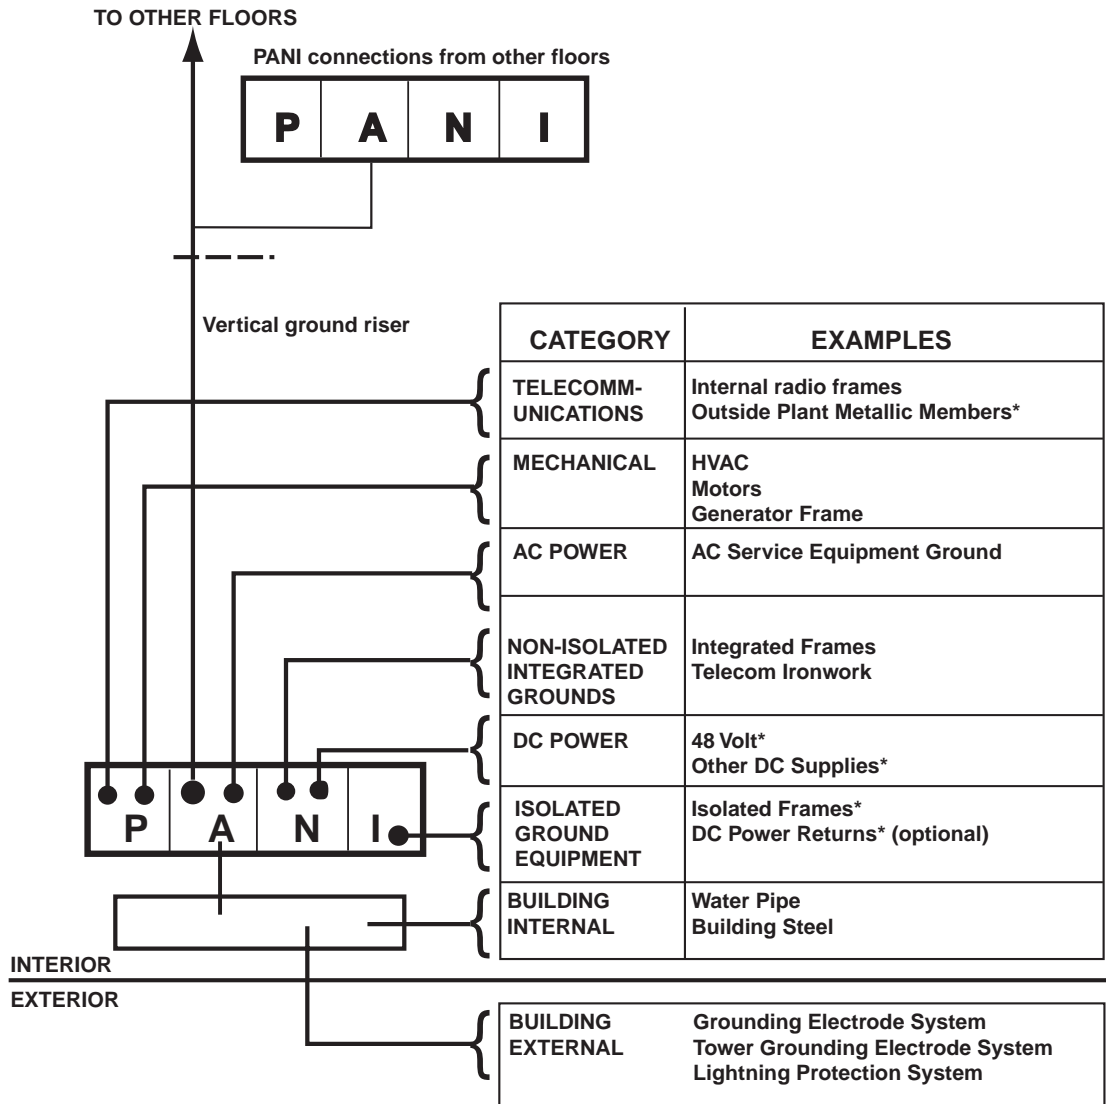 TO OTHER FLOORS
PANI connections from other floors
P A N I
Vertical ground riser
CATEGORY EXAMPLES
TELECOMM- Internal radio frames
UNICATIONS Outside Plant Metallic Members*
MECHANICAL HVAC
Motors
Generator Frame
AC POWER AC Service Equipment Ground
NON-ISOLATED Integrated Frames
INTEGRATED Telecom Ironwork
GROUNDS
DC POWER 48 Volt*
Other DC Supplies*
ISOLATED Isolated Frames*
GROUND DC Power Returns* (optional)
EQUIPMENT
P A N I
BUILDING Water Pipe
INTERNAL Building Steel
INTERIOR
EXTERIOR
BUILDING Grounding Electrode System
EXTERNAL Tower Grounding Electrode System
Lightning Protection System